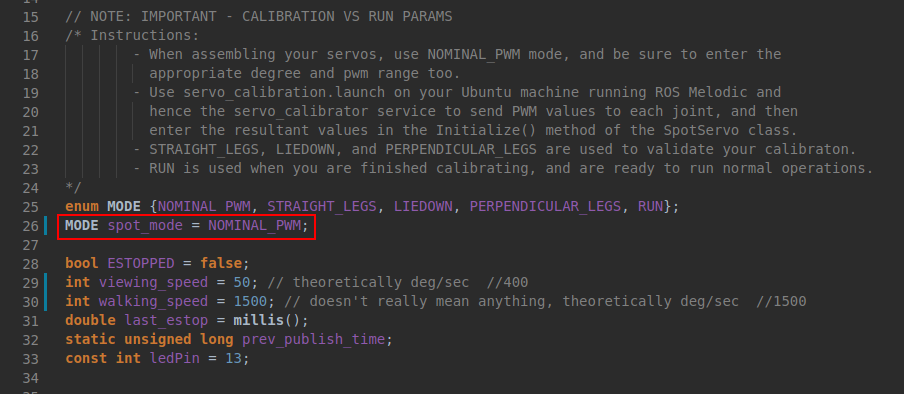 15 // NOTE: IMPORTANT - CALIBRATION VS RUN PARAMS
16 /* Instructions:
17 - When assembling your servos, use NOMINAL_PWM mode, and be sure to enter the
18 appropriate degree and pwm range too.
19 - Use servo_calibration.launch on your Ubuntu machine running ROS Melodic and
20 hence the servo_calibrator service to send PWM values to each joint, and then
21 enter the resultant values in the Initialize() method of the SpotServo class.
22 - STRAIGHT_LEGS, LIEDOWN, and PERPENDICULAR_LEGS are used to validate your calibraton.
23 - RUN is used when you are finished calibrating, and are ready to run normal operations.
24 */
25 enum MODE {NOMINAL_PWM, STRAIGHT_LEGS, LIEDOWN, PERPENDICULAR_LEGS, RUN};
26 MODE spot_mode = NOMINAL_PWM;
27
28 bool ESTOPPED = false;
29 int viewing_speed = 50; // theoretically deg/sec //400
30 int walking_speed = 1500; // doesn't really mean anything, theoretically deg/sec //1500
31 double last_estop = millis();
32 static unsigned long prev_publish_time;
33 const int ledPin = 13;
34